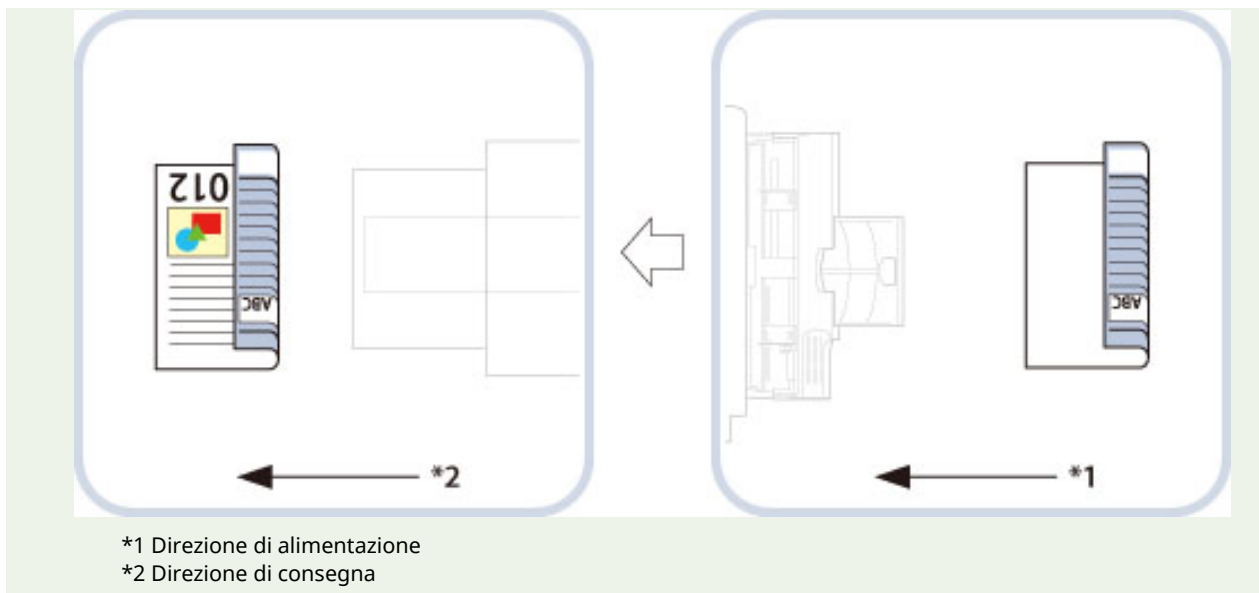 012
ABC
ABC
*2
*1
*1 Direzione di alimentazione
*2 Direzione di consegna